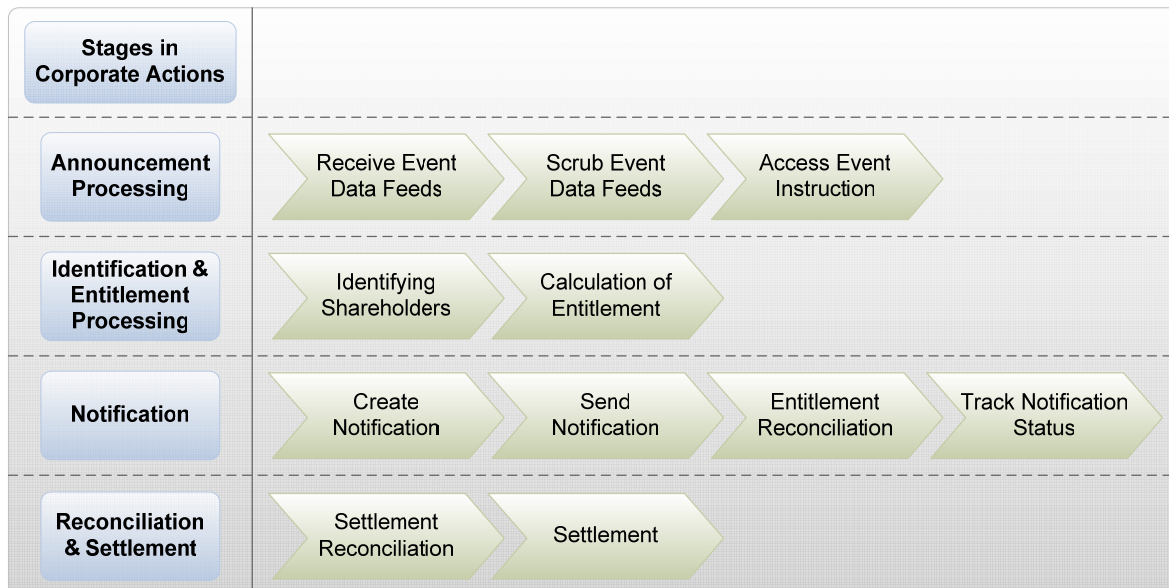 Stages in
Corporate Actions
Announcement
Processing
Receive Event
Data Feeds
Scrub Event
Data Feeds
Access Event
Instruction
Identification &
Entitlement
Processing
Identifying
Shareholders
Calculation of
Entitlement
Notification
Create
Notification
Send
Notification
Entitlement
Reconciliation
Track Notification
Status
Reconciliation
& Settlement
Settlement
Reconciliation
Settlement